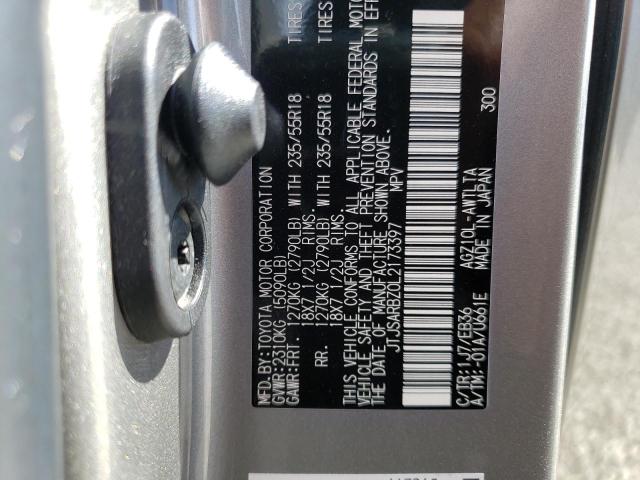 MFD.BY:TOYOTA MOTOR CORPORATION
GVWR:2310KG (5090LB)
GAWR:FRT. 1270KG (2790LB) WITH 235/55R18 TIRES
18X7 1/2J RIMS.
RR. 1270KG (2790LB) WITH 235/55R18 TIRES
18X7 1/2J RIMS.
THIS VEHICLE CONFORMS TO ALL APPLICABLE FEDERAL MOTO
VEHICLE SAFETY AND THEFT PREVENTION STANDARDS IN EFF
THE DATE OF MANUFACTURE SHOWN ABOVE.
JTJSARBZ0L2173397 MPV
300
C/TR:1J7/EB36 AGZ10L-AWTLTA
A/TM:-01A/U661E MADE IN JAPAN